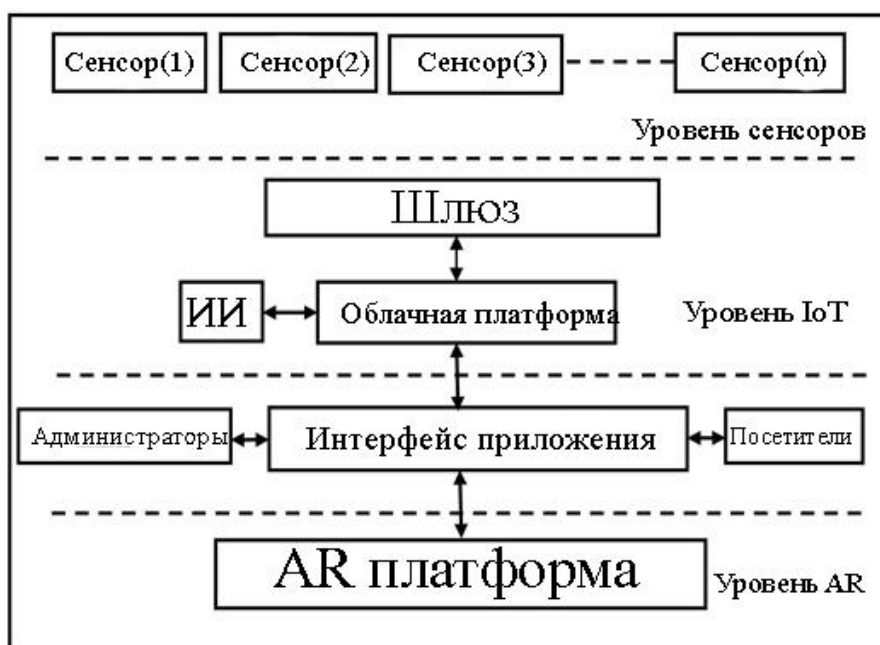 Сенсор(1) Сенсор(2) Сенсор(3) Сенсор(n)
Уровень сенсоров
Шлюз
ИИ Облачная платформа Уровень IoT
Администраторы Интерфейс приложения Посетители
AR платформа Уровень AR